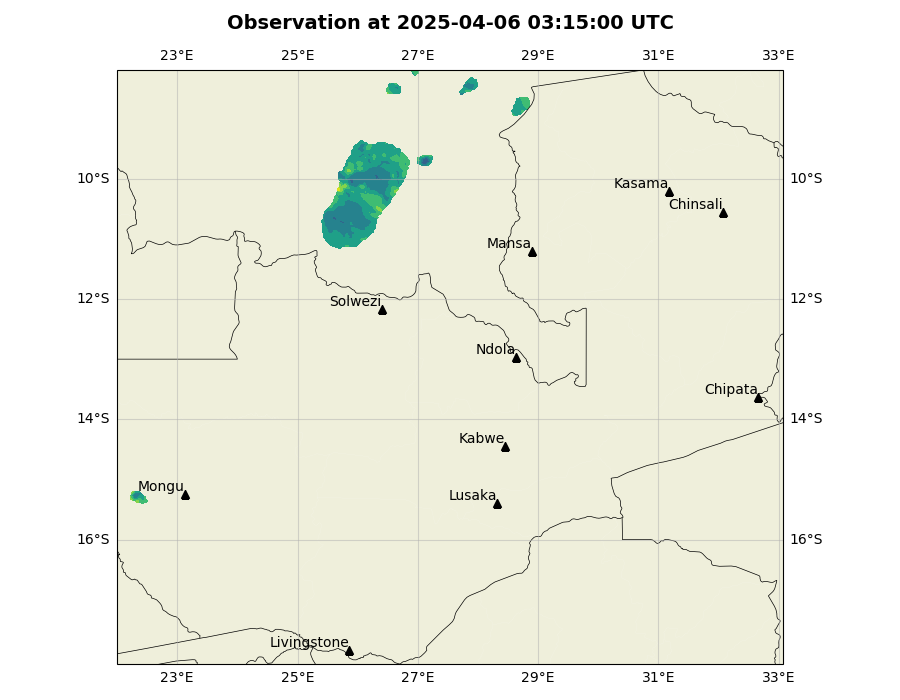 Observation at 2025-04-06 03:15:00 UTC
23°E 25°E 27°E 29°E 31°E 33°E
10°S 10°S
Kasama
Chinsali
Mansa
12°S 12°S
Solwezi
Ndola
Chipata
14°S 14°S
Kabwe
Mongu
Lusaka
16°S 16°S
Livingstone
23°E 25°E 27°E 29°E 31°E 33°E